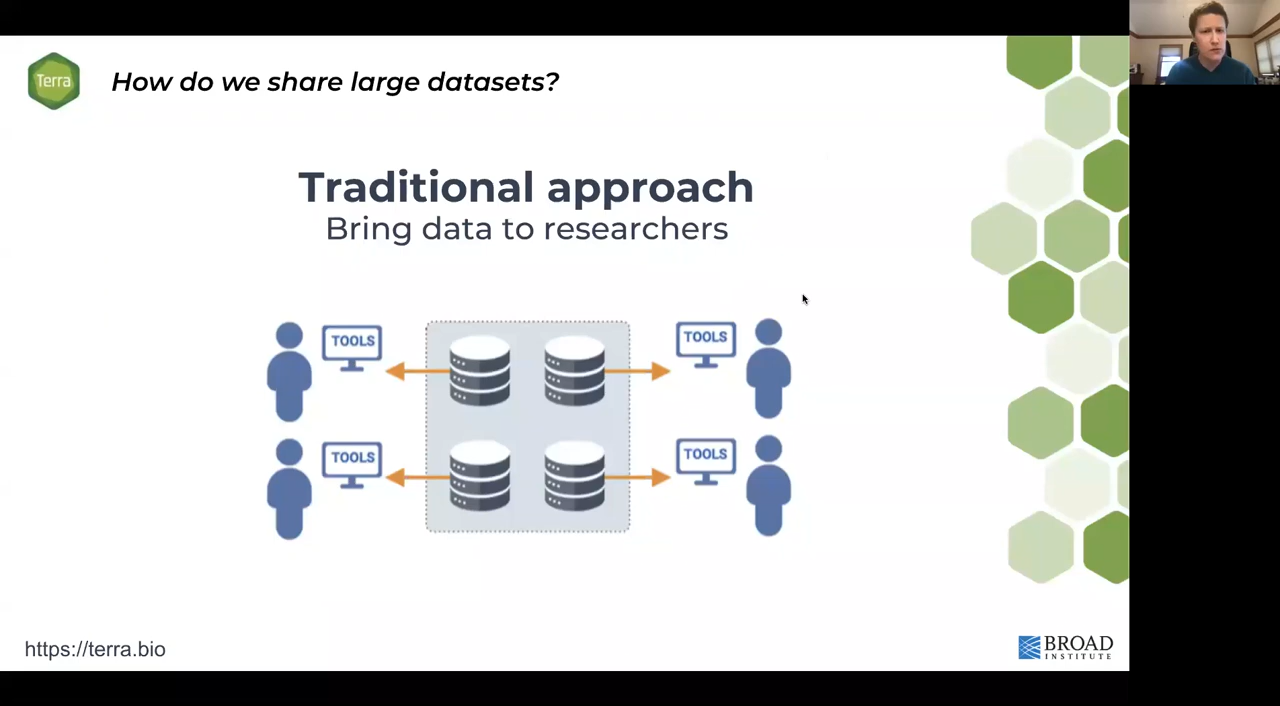 Terra
How do we share large datasets?
Traditional approach
Bring data to researchers
TOOLS
TOOLS
TOOLS
TOOLS
https://terra.bio
BROAD
INSTITUTE